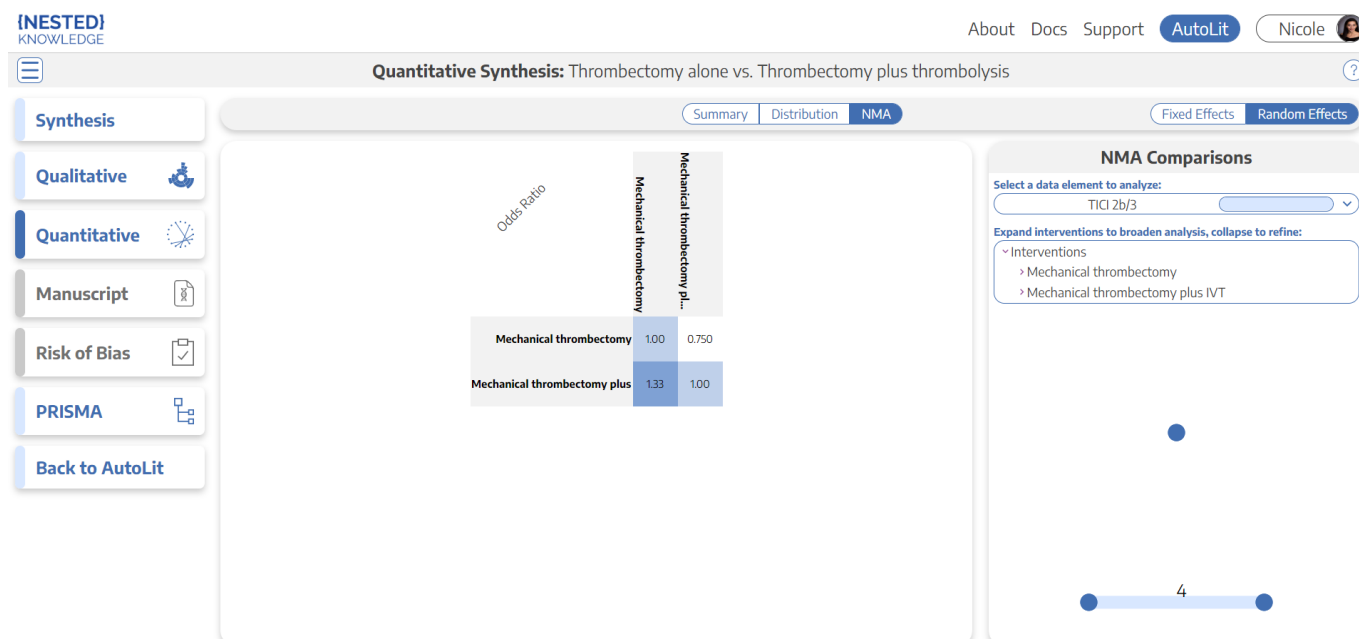 {NESTED}
KNOWLEDGE
About Docs Support AutoLit Nicole
Quantitative Synthesis: Thrombectomy alone vs. Thrombectomy plus thrombolysis
?
Synthesis
Qualitative
Quantitative
Manuscript
Risk of Bias
PRISMA
Back to AutoLit
Summary Distribution NMA
Fixed Effects Random Effects
Odds Ratio
Mechanical thrombectomy
Mechanical thrombectomy pl...
Mechanical thrombectomy 1.00 0.750
Mechanical thrombectomy plus 1.33 1.00
NMA Comparisons
Select a data element to analyze:
TICI 2b/3
Expand interventions to broaden analysis, collapse to refine:
Interventions
Mechanical thrombectomy
Mechanical thrombectomy plus IVT
4